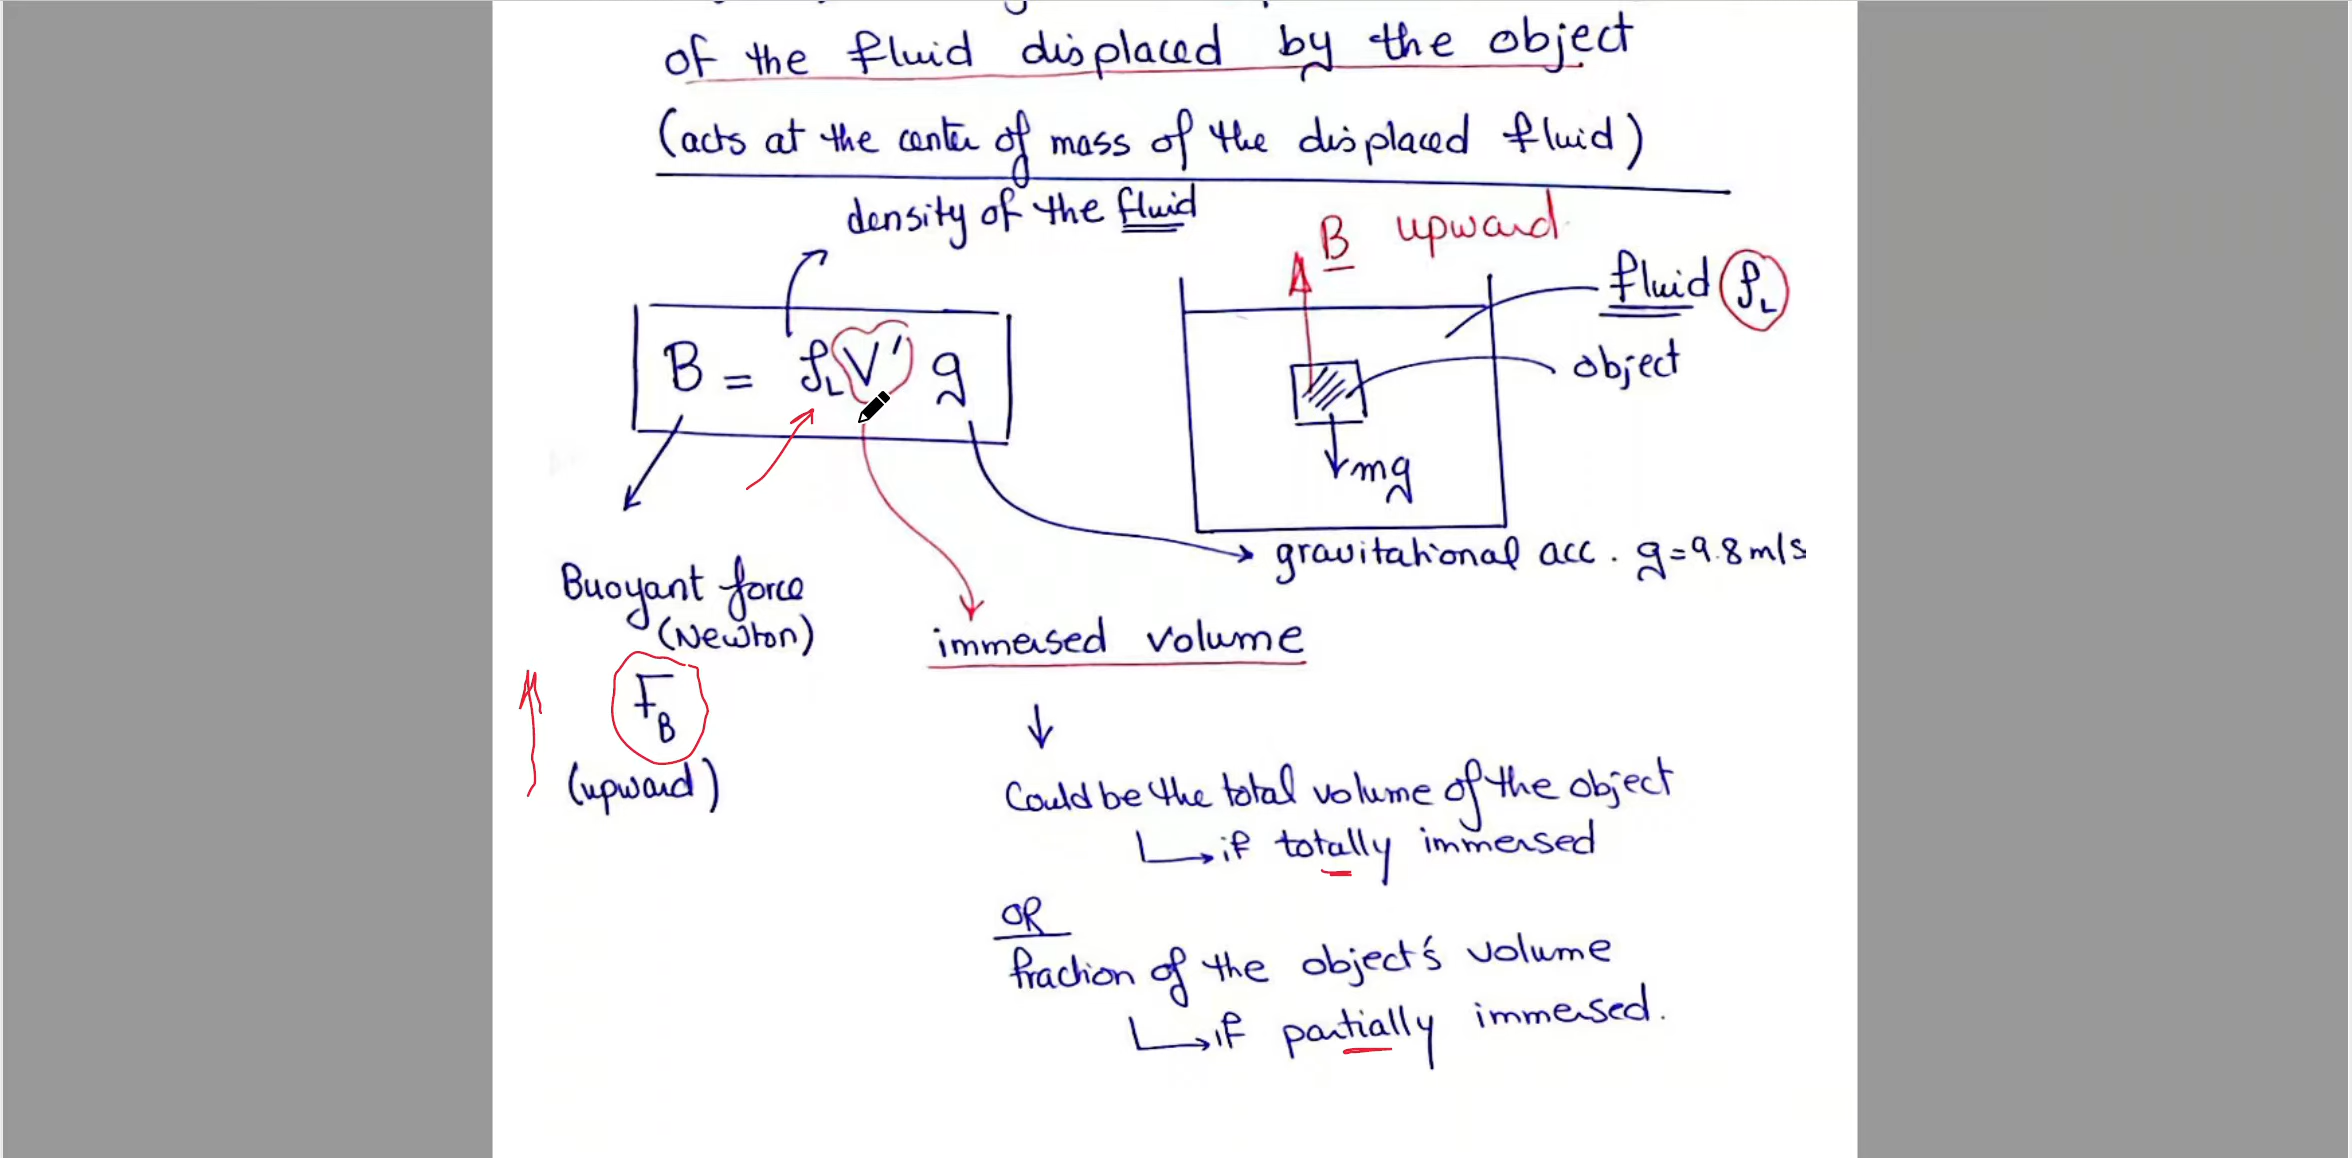 of the fluid displaced by the object
(acts at the center of mass of the displaced fluid)
density of the fluid
B upward
fluid ρL
B = ρL V' g
object
mg
gravitational acc. g=9.8m/s
Buoyant force
(Newton)
immersed volume
FB
(upward)
Could be the total volume of the object
if totally immersed
OR
fraction of the object's volume
if partially immersed.